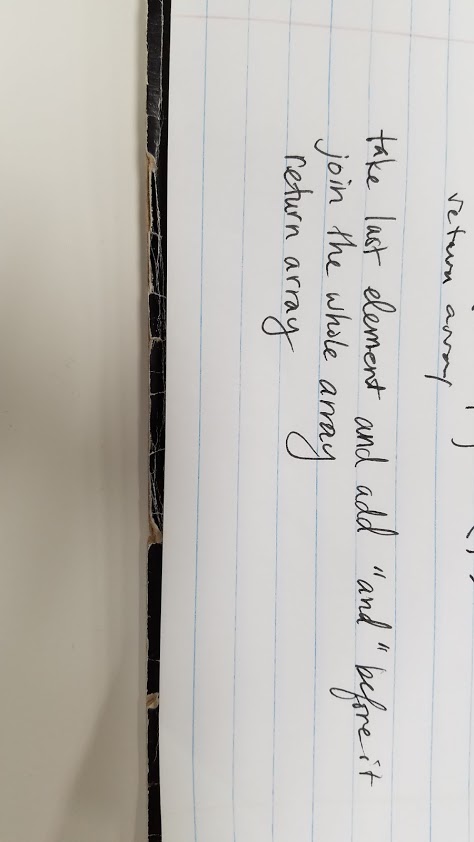 return array
take last element and add "and" before it
join the whole array
return array